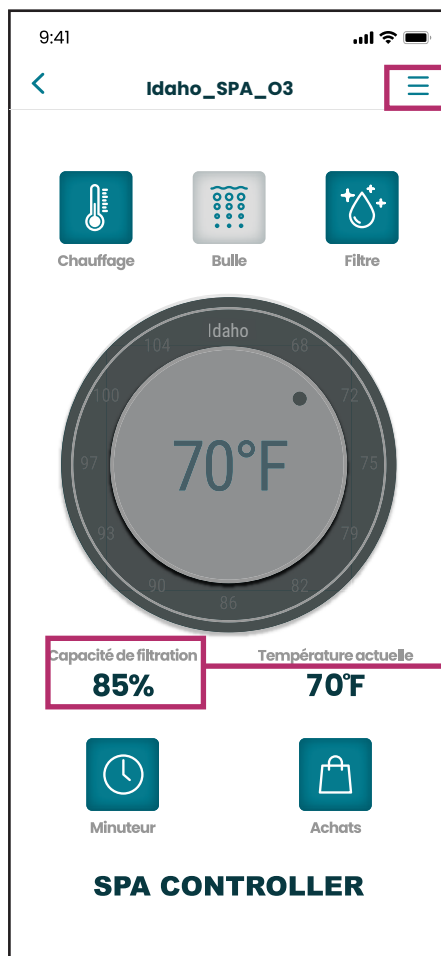 9:41
Idaho_SPA_03
Chauffage Bulle Filtre
Idaho
104 68
100 72
97 75
93 79
90 82
86
70°F
Capacité de filtration Température actuelle
85% 70°F
Minuteur Achats
SPA CONTROLLER